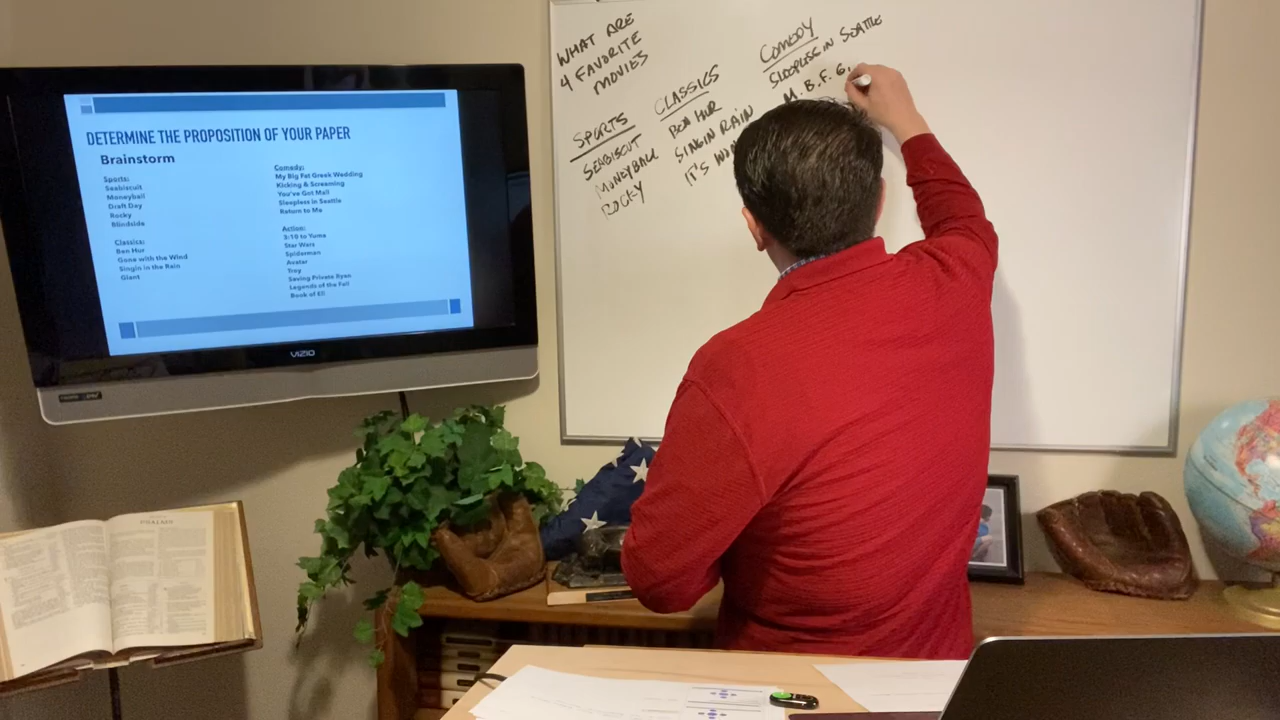 DETERMINE THE PROPOSITION OF YOUR PAPER
Brainstorm
Sports:
Seabiscuit
Moneyball
Draft Day
Rocky
Blindside
Classics:
Ben Hur
Gone with the Wind
Singin in the Rain
Giant
Comedy:
My Big Fat Greek Wedding
Kicking & Screaming
You've Got Mail
Sleepless in Seattle
Return to Me
Action:
3:10 to Yuma
Star Wars
Spiderman
Avatar
Troy
Saving Private Ryan
Legends of the Fall
Book of Eli
VIZIO
WHAT ARE
4 FAVORITE
MOVIES
SPORTS
SEABISCUT
MONEYBALL
ROCKY
CLASSICS
BEN HUR
SINGIN RAIN
IT'S WON
COMEDY
SLEEPLESS IN SEATTLE
M.B.F.G.
PSALMS